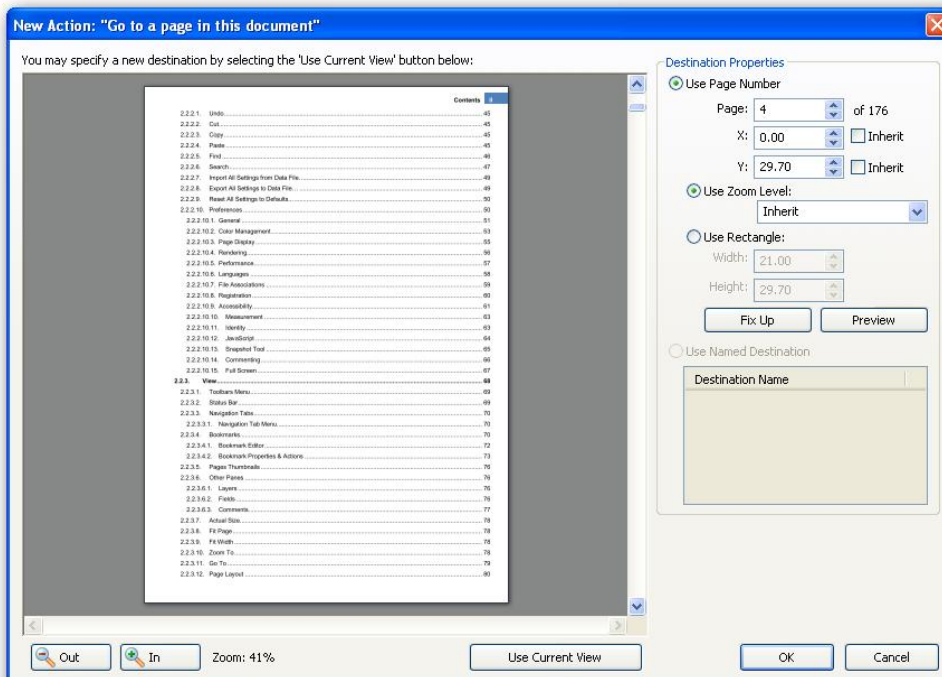 New Action: "Go to a page in this document"
You may specify a new destination by selecting the 'Use Current View' button below:
Contents 4
2.2.2.1. Undo 45
2.2.2.2. Cut 45
2.2.2.3. Copy 45
2.2.2.4. Paste 45
2.2.2.5. Find 46
2.2.2.6. Search 47
2.2.2.7. Import All Settings from Data File 49
2.2.2.8. Export All Settings to Data File 49
2.2.2.9. Reset All Settings to Defaults 50
2.2.2.10. Preferences 50
2.2.2.10.1. General 51
2.2.2.10.2. Color Management 53
2.2.2.10.3. Page Display 55
2.2.2.10.4. Rendering 56
2.2.2.10.5. Performance 57
2.2.2.10.6. Languages 58
2.2.2.10.7. File Associations 59
2.2.2.10.8. Registration 60
2.2.2.10.9. Accessibility 61
2.2.2.10.10. Measurement 63
2.2.2.10.11. Identity 63
2.2.2.10.12. JavaScript 64
2.2.2.10.13. Snapshot Tool 65
2.2.2.10.14. Commenting 66
2.2.2.10.15. Full Screen 67
2.2.3. View 69
2.2.3.1. Toolbars Menu 69
2.2.3.2. Status Bar 69
2.2.3.3. Navigation Tabs 70
2.2.3.3.1. Navigation Tab Menu 70
2.2.3.4. Bookmarks 70
2.2.3.4.1. Bookmark Editor 72
2.2.3.4.2. Bookmark Properties & Actions 73
2.2.3.5. Pages Thumbnails 76
2.2.3.6. Other Panes 76
2.2.3.6.1. Layers 76
2.2.3.6.2. Fields 76
2.2.3.6.3. Comments 77
2.2.3.7. Actual Size 78
2.2.3.8. Fit Page 78
2.2.3.9. Fit Width 78
2.2.3.10. Zoom To 78
2.2.3.11. Go To 79
2.2.3.12. Page Layout 80
Out In Zoom: 41% Use Current View
Destination Properties
Use Page Number
Page: 4 of 176
X: 0.00 Inherit
Y: 29.70 Inherit
Use Zoom Level:
Inherit
Use Rectangle:
Width: 21.00
Height: 29.70
Fix Up Preview
Use Named Destination
Destination Name
OK Cancel